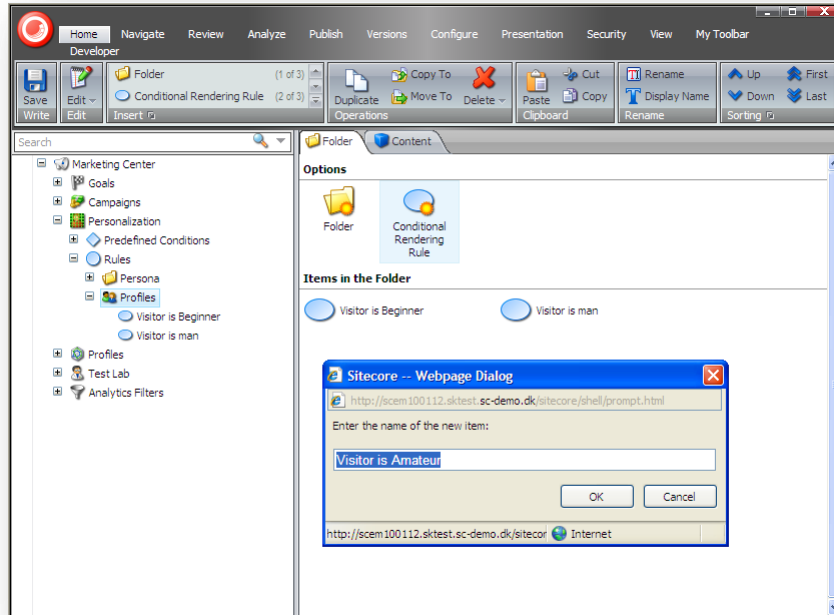 Home Navigate Review Analyze Publish Versions Configure Presentation Security View My Toolbar
Developer
Save
Write
Edit
Edit
Folder (1 of 3)
Conditional Rendering Rule (2 of 3)
Insert
Duplicate
Copy To
Move To
Delete
Operations
Paste
Cut
Copy
Clipboard
Rename
Display Name
Rename
Up
First
Down
Last
Sorting
Search
Marketing Center
Goals
Campaigns
Personalization
Predefined Conditions
Rules
Persona
Profiles
Visitor is Beginner
Visitor is man
Profiles
Test Lab
Analytics Filters
Folder Content
Options
Folder
Conditional
Rendering
Rule
Items in the Folder
Visitor is Beginner Visitor is man
Sitecore -- Webpage Dialog
http://scem100112.sktest.sc-demo.dk/sitecore/shell/prompt.html
Enter the name of the new item:
Visitor is Amateur
OK Cancel
http://scem100112.sktest.sc-demo.dk/sitecor Internet